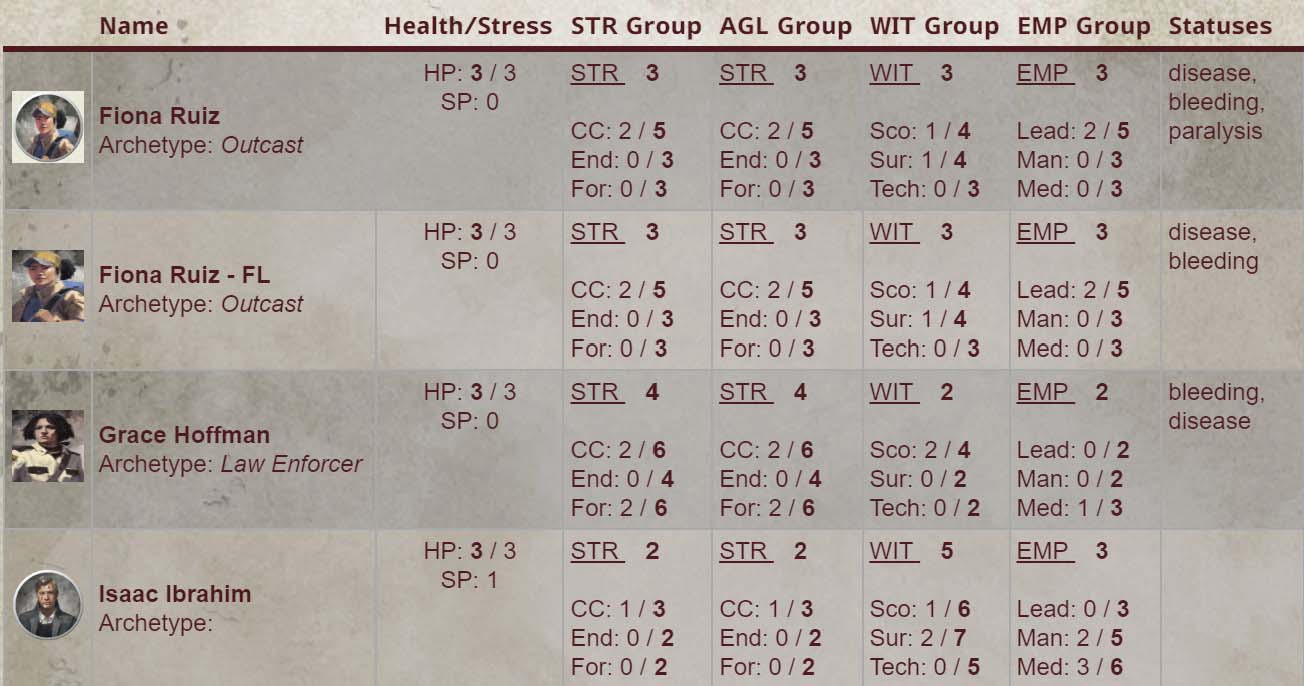 Name Health/Stress STR Group AGL Group WIT Group EMP Group Statuses
HP: 3 / 3 STR 3 STR 3 WIT 3 EMP 3 disease,
SP: 0 bleeding,
Fiona Ruiz
CC: 2 / 5 CC: 2 / 5 Sco: 1 / 4 Lead: 2 / 5 paralysis
Archetype: Outcast
End: 0 / 3 End: 0 / 3 Sur: 1 / 4 Man: 0 / 3
For: 0 / 3 For: 0 / 3 Tech: 0 / 3 Med: 0 / 3
HP: 3 / 3 STR 3 STR 3 WIT 3 EMP 3 disease,
SP: 0 bleeding
Fiona Ruiz - FL
CC: 2 / 5 CC: 2 / 5 Sco: 1 / 4 Lead: 2 / 5
Archetype: Outcast
End: 0 / 3 End: 0 / 3 Sur: 1 / 4 Man: 0 / 3
For: 0 / 3 For: 0 / 3 Tech: 0 / 3 Med: 0 / 3
HP: 3 / 3 STR 4 STR 4 WIT 2 EMP 2 bleeding,
SP: 0 disease
Grace Hoffman
CC: 2 / 6 CC: 2 / 6 Sco: 2 / 4 Lead: 0 / 2
Archetype: Law Enforcer
End: 0 / 4 End: 0 / 4 Sur: 0 / 2 Man: 0 / 2
For: 2 / 6 For: 2 / 6 Tech: 0 / 2 Med: 1 / 3
HP: 3 / 3 STR 2 STR 2 WIT 5 EMP 3
SP: 1
Isaac Ibrahim
CC: 1 / 3 CC: 1 / 3 Sco: 1 / 6 Lead: 0 / 3
Archetype:
End: 0 / 2 End: 0 / 2 Sur: 2 / 7 Man: 2 / 5
For: 0 / 2 For: 0 / 2 Tech: 0 / 5 Med: 3 / 6